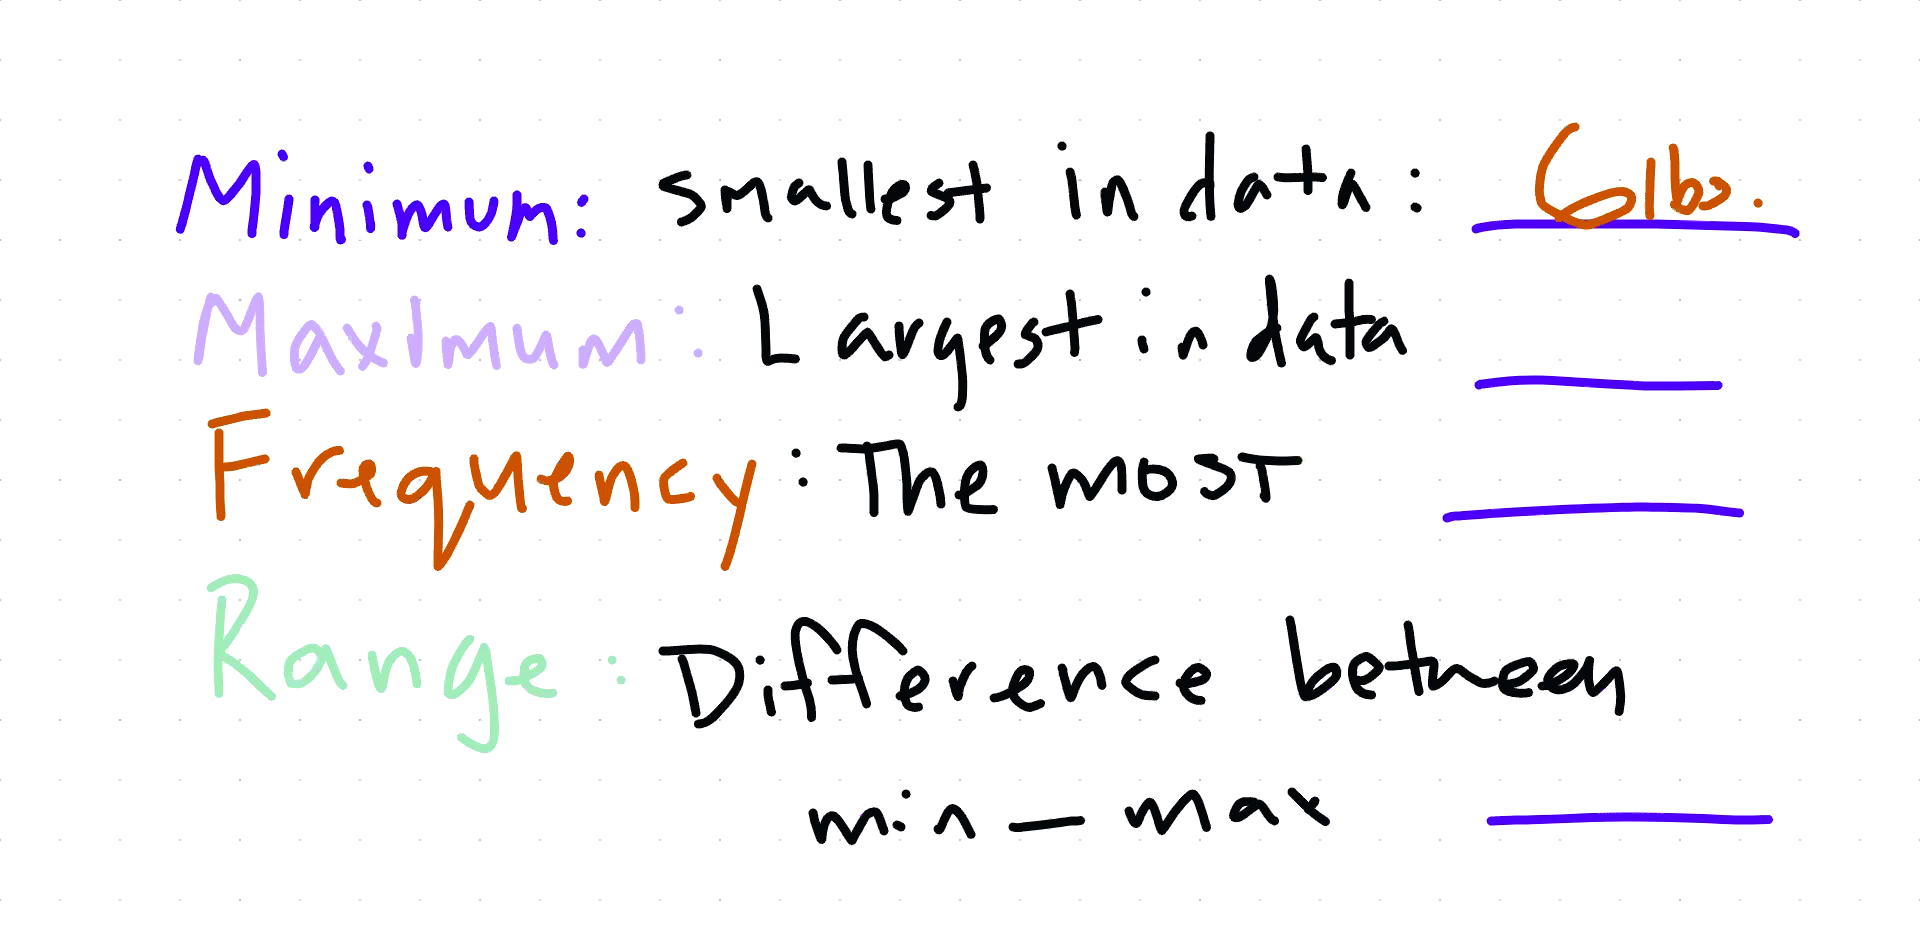 Minimum: smallest in data: 6lbs.
MaxImum: Largest in data
Frequency: The most
Range: Difference between
min - max